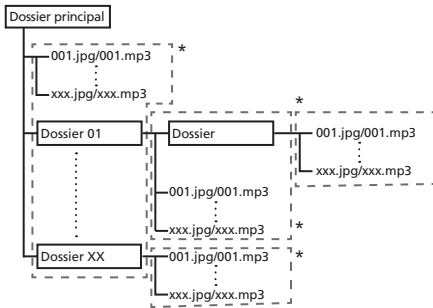 Dossier principal
001.jpg/001.mp3
*
xxx.jpg/xxx.mp3
*
Dossier 01
Dossier
001.jpg/001.mp3
xxx.jpg/xxx.mp3
001.jpg/001.mp3
xxx.jpg/xxx.mp3
*
Dossier XX
001.jpg/001.mp3
*
xxx.jpg/xxx.mp3